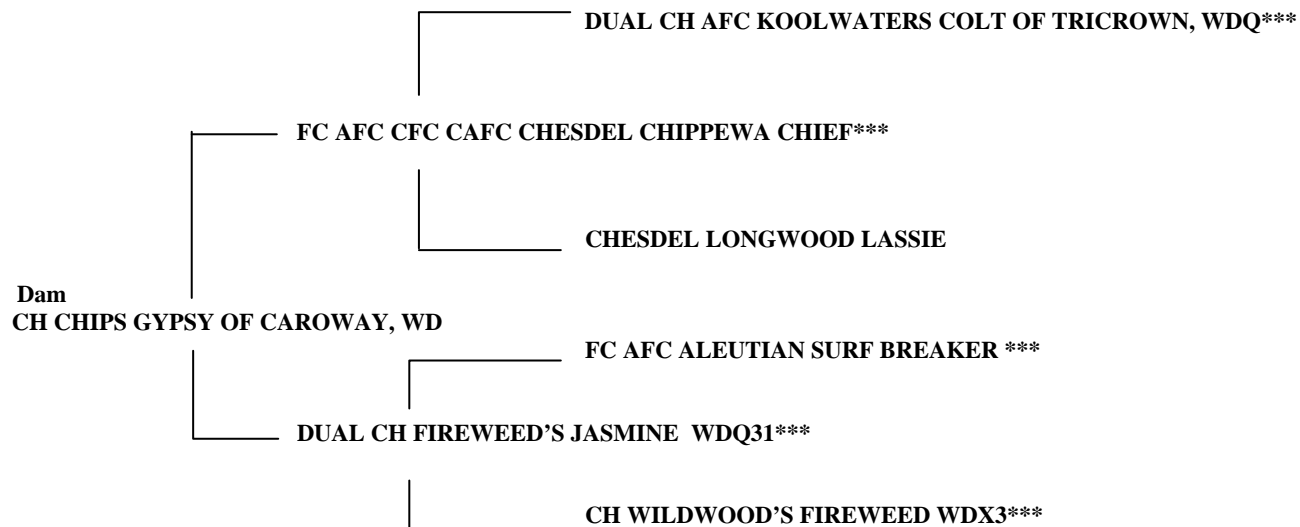 DUAL CH AFC KOOLWATERS COLT OF TRICROWN, WDQ***
FC AFC CFC CAFC CHESDEL CHIPPEWA CHIEF***
CHESDEL LONGWOOD LASSIE
Dam
CH CHIPS GYPSY OF CAROWAY, WD
FC AFC ALEUTIAN SURF BREAKER ***
DUAL CH FIREWEED’S JASMINE WDQ31***
CH WILDWOOD’S FIREWEED WDX3***